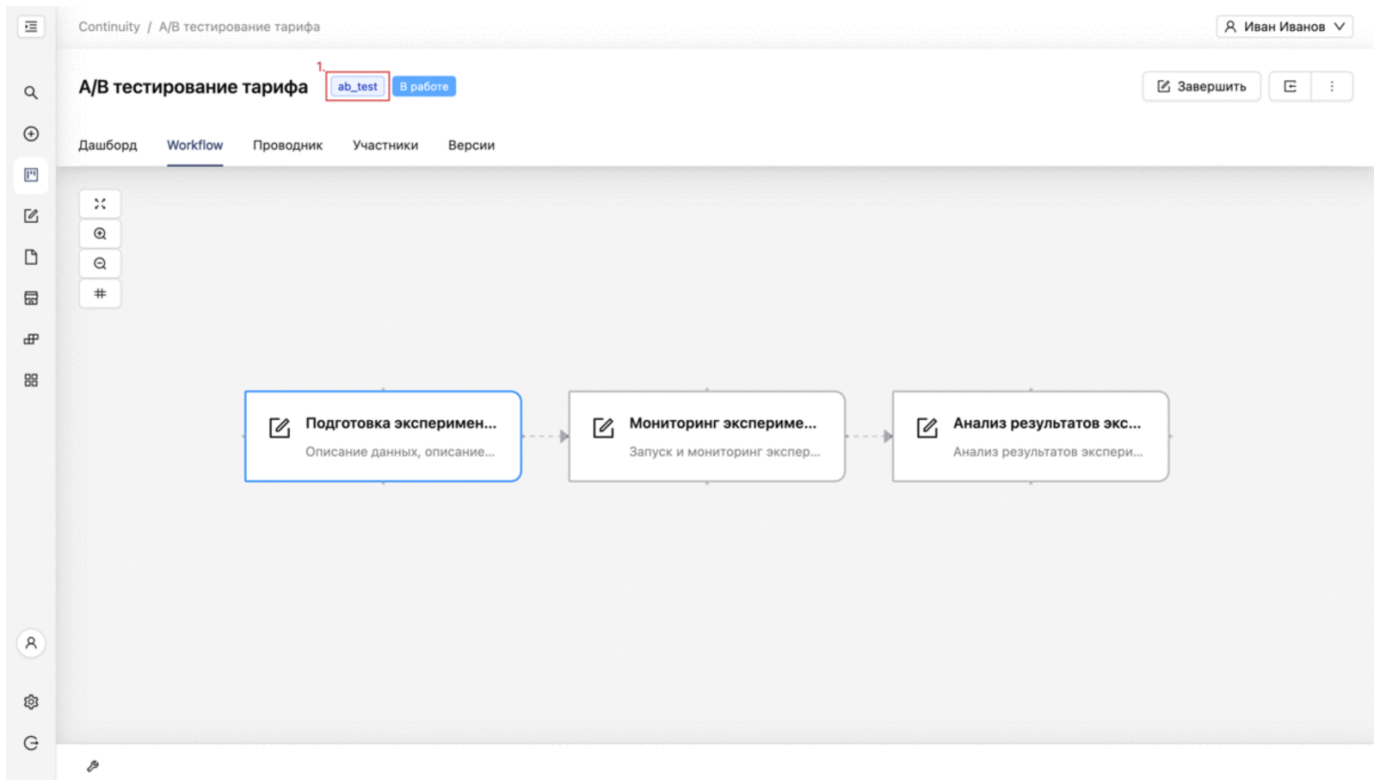 Continuity / А/В тестирование тарифа
Иван Иванов
1.
А/В тестирование тарифа ab_test В работе
Завершить
Дашборд Workflow Проводник Участники Версии
Подготовка эксперимен...
Описание данных, описание...
Мониторинг экспериме...
Запуск и мониторинг экспер...
Анализ результатов экс...
Анализ результатов экспери...